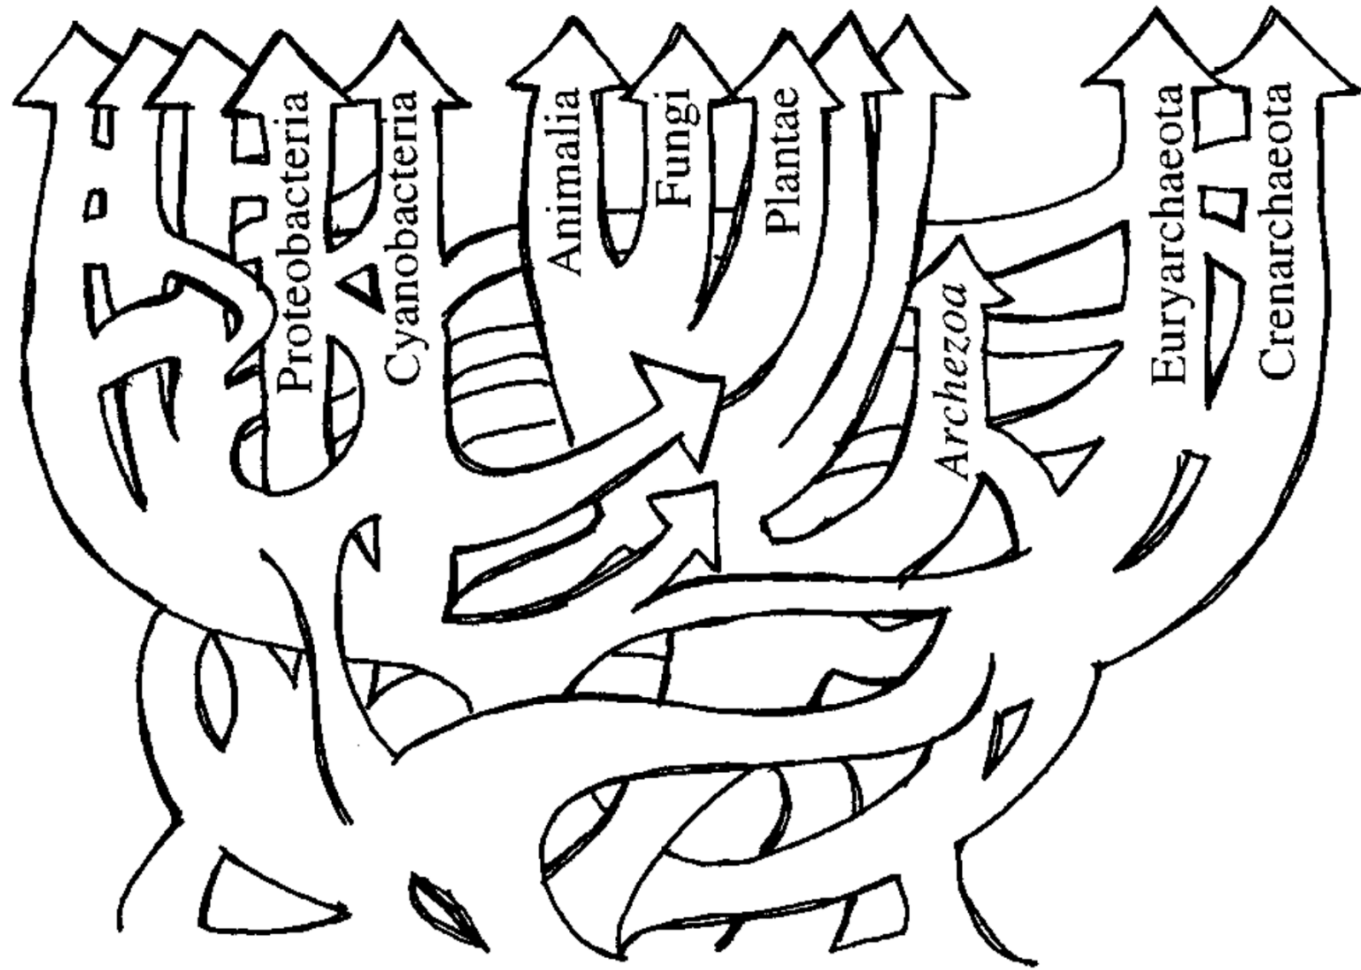 Proteobacteria
Cyanobacteria
Animalia
Fungi
Plantae
Archezoa
Euryarchaeota
Crenarchaeota